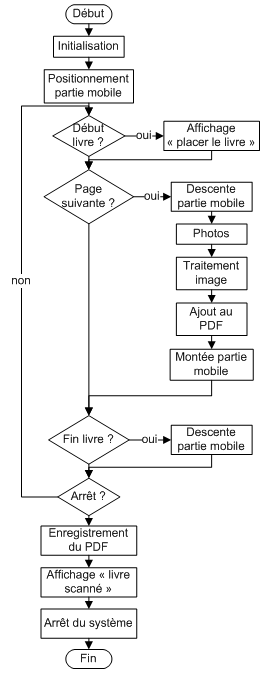 Début
Initialisation
Positionnement
partie mobile
Début
livre ?
oui
Affichage
« placer le livre »
Page
suivante ?
oui
Descente
partie mobile
Photos
Traitement
image
Ajout au
PDF
Montée partie
mobile
non
Fin livre ?
oui
Descente
partie mobile
Arrêt ?
Enregistrement
du PDF
Affichage « livre
scanné »
Arrêt du système
Fin